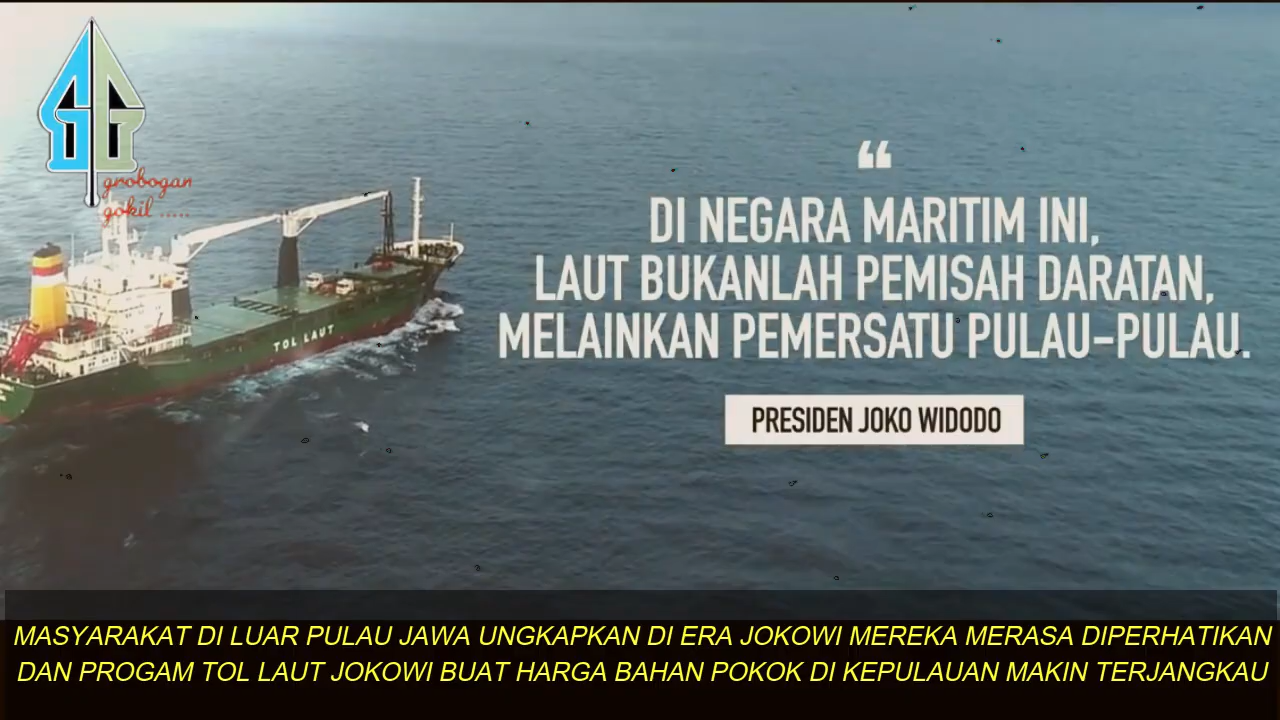 grobogan
gokil .....
TOL LAUT
“
DI NEGARA MARITIM INI,
LAUT BUKANLAH PEMISAH DARATAN,
MELAINKAN PEMERSATU PULAU-PULAU.
PRESIDEN JOKO WIDODO
MASYARAKAT DI LUAR PULAU JAWA UNGKAPKAN DI ERA JOKOWI MEREKA MERASA DIPERHATIKAN
DAN PROGAM TOL LAUT JOKOWI BUAT HARGA BAHAN POKOK DI KEPULAUAN MAKIN TERJANGKAU